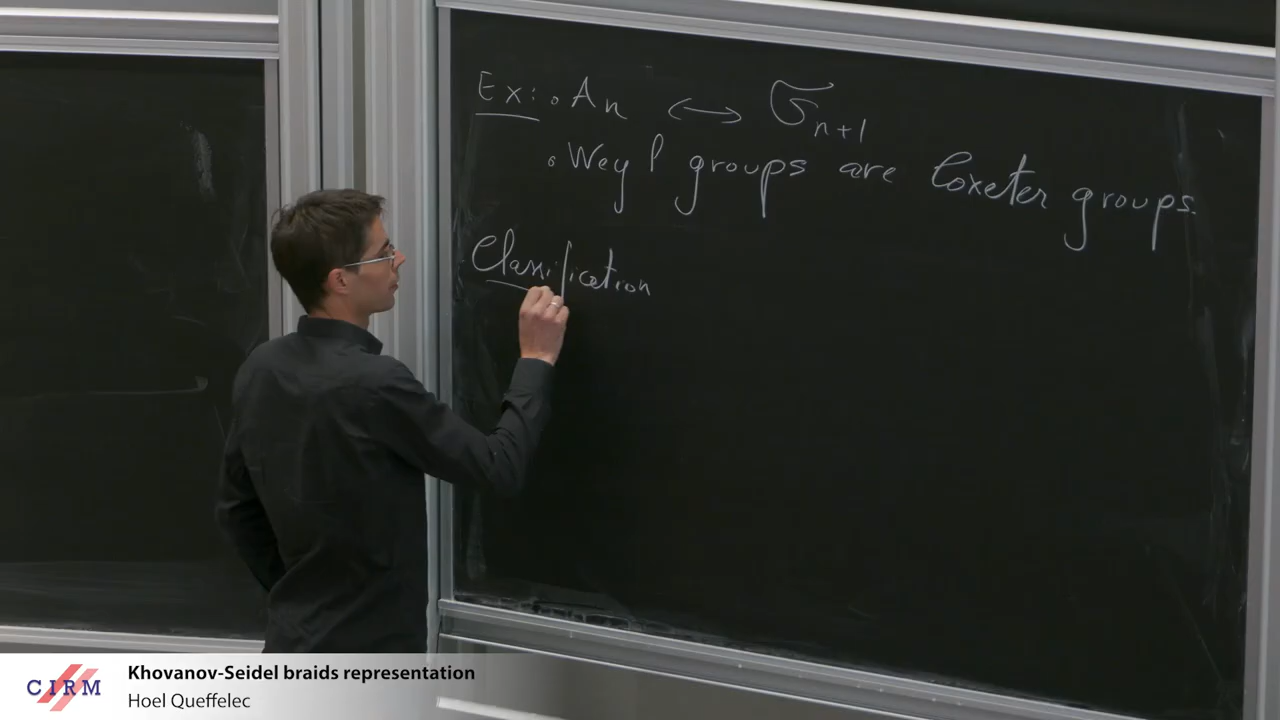 Ex: ∘ An ⟷ 𝔖n+1
∘ Weyl groups are Coxeter groups.
Classification
CIRM
Khovanov-Seidel braids representation
Hoel Queffelec